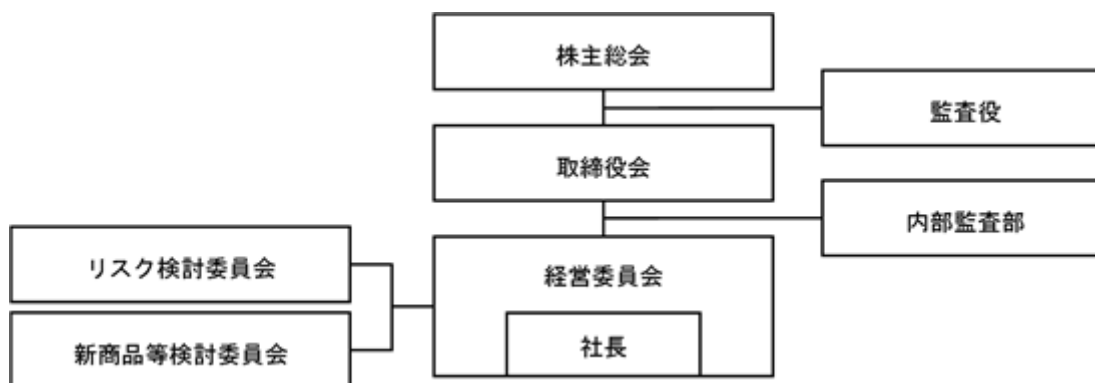 株主総会
監査役
取締役会
内部監査部
リスク検討委員会
経営委員会
新商品等検討委員会
社長